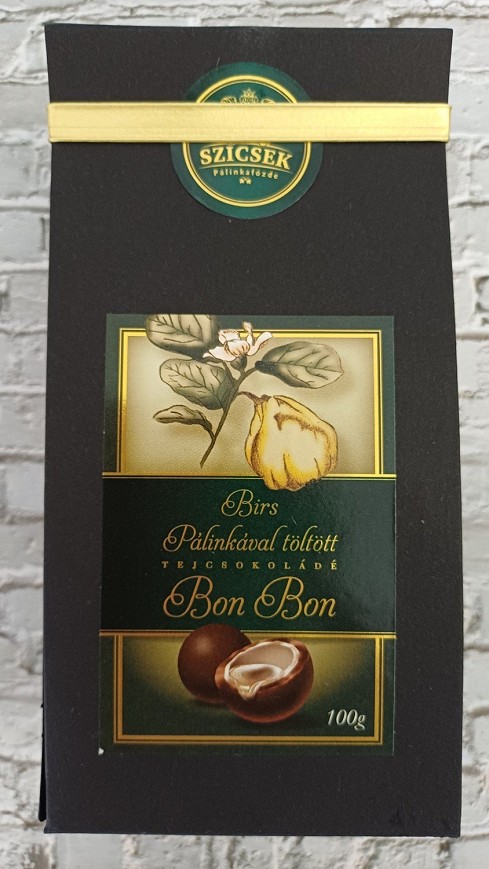 SZICSEK
Pálinkafőzde
Birs
Pálinkával töltött
TEJCSOKOLÁDÉ
Bon Bon
100g